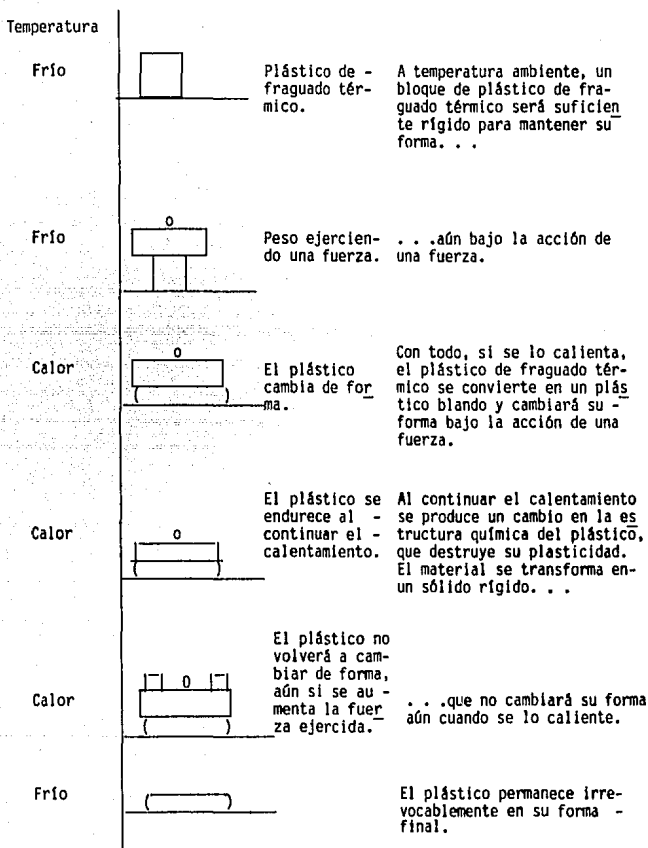 Temperatura
Frío
Plástico de -
fraguado tér-
mico.
A temperatura ambiente, un
bloque de plástico de fra-
guado térmico será suficien
te rígido para mantener su
forma. . .
Frío
O
Peso ejercien-
do una fuerza.
. . .aún bajo la acción de
una fuerza.
Calor
O
El plástico
cambia de for
ma.
Con todo, si se lo calienta,
el plástico de fraguado tér-
mico se convierte en un plás
tico blando y cambiará su -
forma bajo la acción de una
fuerza.
Calor
O
El plástico se
endurece al -
continuar el -
calentamiento.
Al continuar el calentamiento
se produce un cambio en la es
tructura química del plástico,
que destruye su plasticidad.
El material se transforma en-
un sólido rígido. . .
Calor
O
El plástico no
volverá a cam-
biar de forma,
aún si se au -
menta la fuer
za ejercida.
. . .que no cambiará su forma
aún cuando se lo caliente.
Frío
El plástico permanece irre-
vocablemente en su forma -
final.